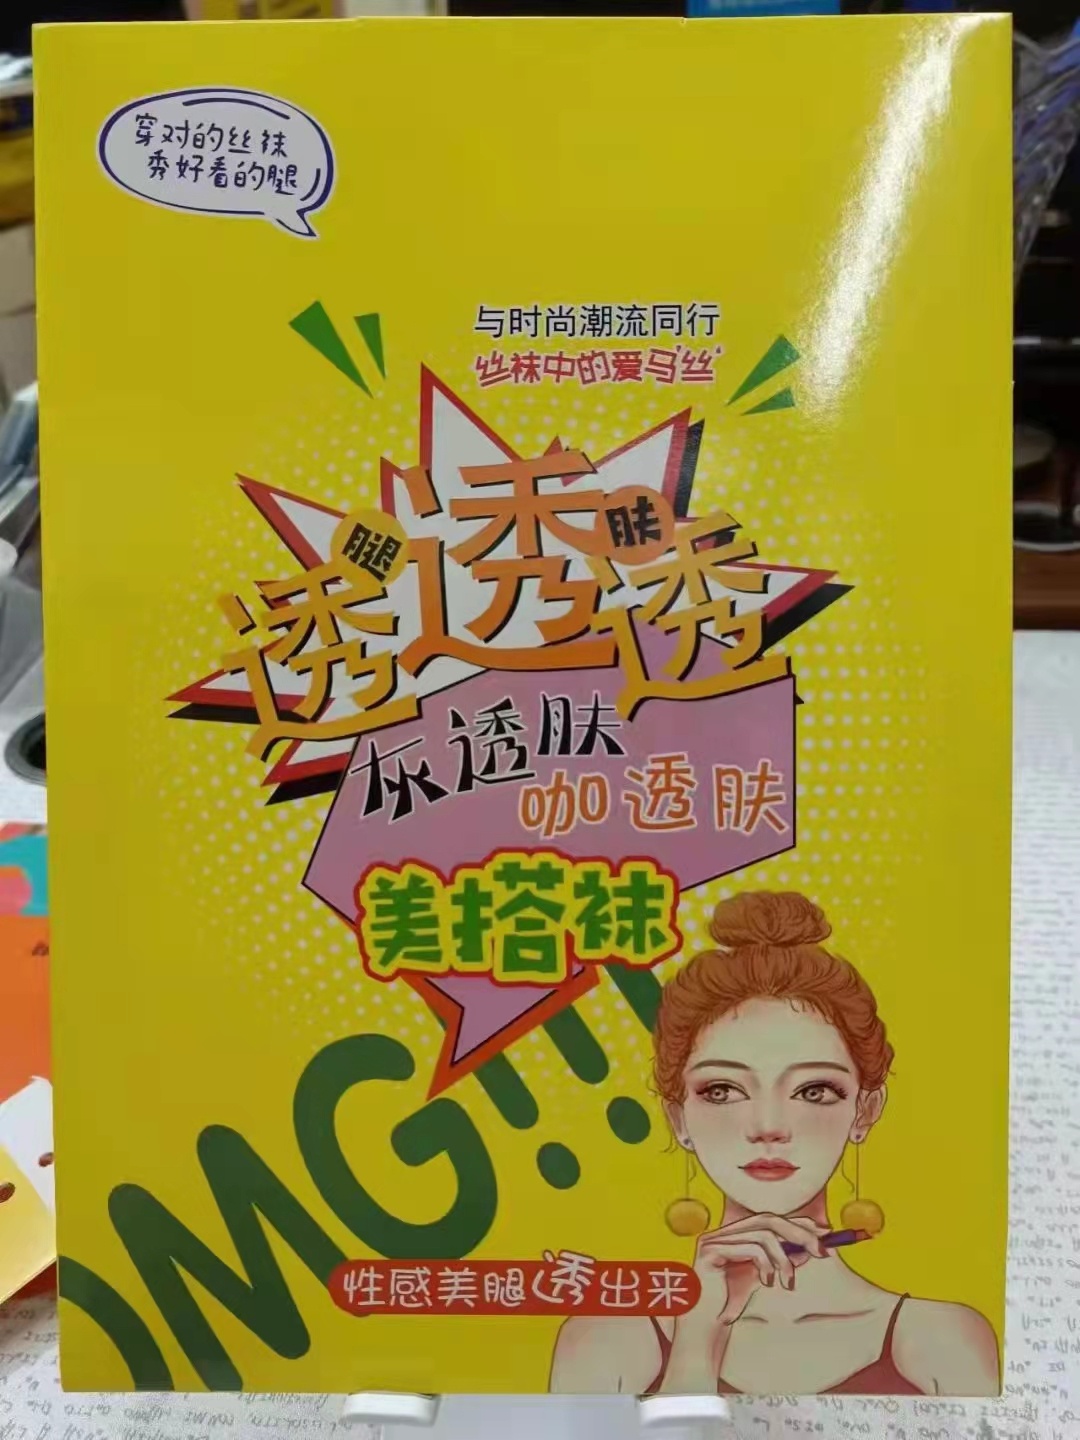 穿对的丝袜
秀好看的腿
与时尚潮流同行
丝袜中的爱马丝
透腿透肤透
灰透肤
咖透肤
美搭袜
OMG!!!
性感美腿透出来